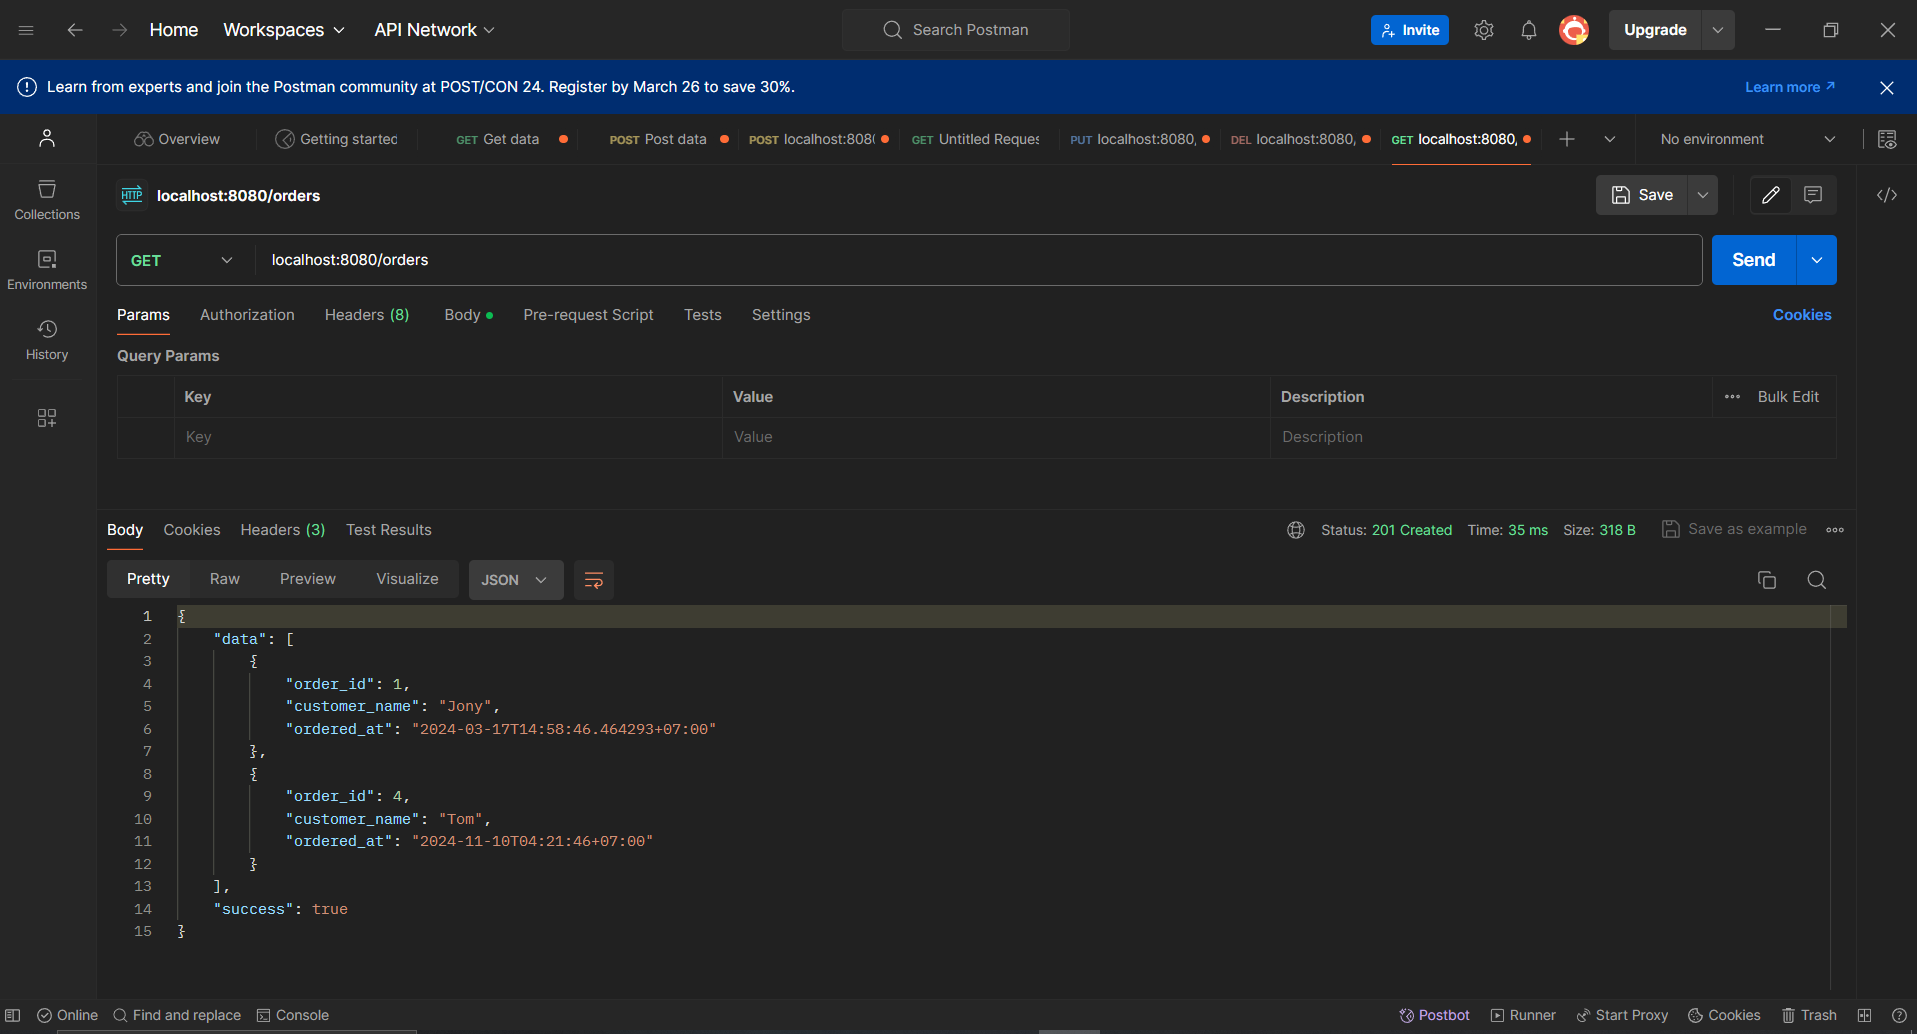 Home Workspaces API Network Search Postman Invite Upgrade
Learn from experts and join the Postman community at POST/CON 24. Register by March 26 to save 30%. Learn more
Overview Getting started GET Get data POST Post data POST localhost:808( GET Untitled Reques PUT localhost:8080, DEL localhost:8080, GET localhost:8080, No environment
HTTP localhost:8080/orders Save
Collections
GET localhost:8080/orders Send
Environments
Params Authorization Headers (8) Body Pre-request Script Tests Settings Cookies
History
Query Params
Key Value Description Bulk Edit
Key Value Description
Body Cookies Headers (3) Test Results Status: 201 Created Time: 35 ms Size: 318 B Save as example
Pretty Raw Preview Visualize JSON
1 {
2 "data": [
3 {
4 "order_id": 1,
5 "customer_name": "Jony",
6 "ordered_at": "2024-03-17T14:58:46.464293+07:00"
7 },
8 {
9 "order_id": 4,
10 "customer_name": "Tom",
11 "ordered_at": "2024-11-10T04:21:46+07:00"
12 }
13 ],
14 "success": true
15 }
Online Find and replace Console Postbot Runner Start Proxy Cookies Trash